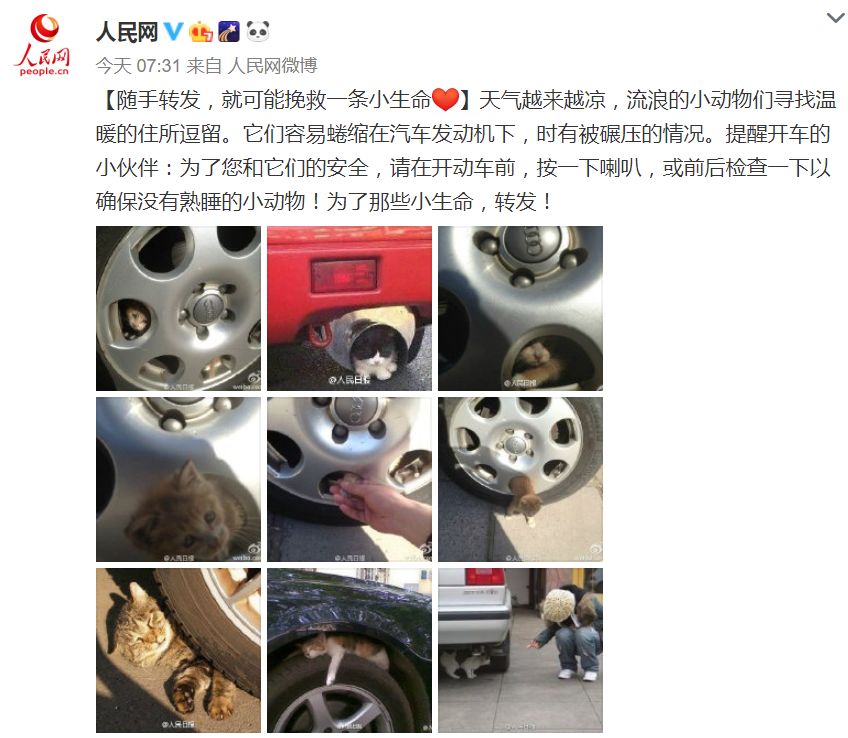 人民网
人民网
people.cn
今天 07:31 来自 人民网微博
【随手转发，就可能挽救一条小生命❤】天气越来越凉，流浪的小动物们寻找温
暖的住所逗留。它们容易蜷缩在汽车发动机下，时有被碾压的情况。提醒开车的
小伙伴：为了您和它们的安全，请在开动车前，按一下喇叭，或前后检查一下以
确保没有熟睡的小动物！为了那些小生命，转发！
@人民日报
@人民日报
@人民日报
@人民日报
@人民日报
@人民日报
@人民日报